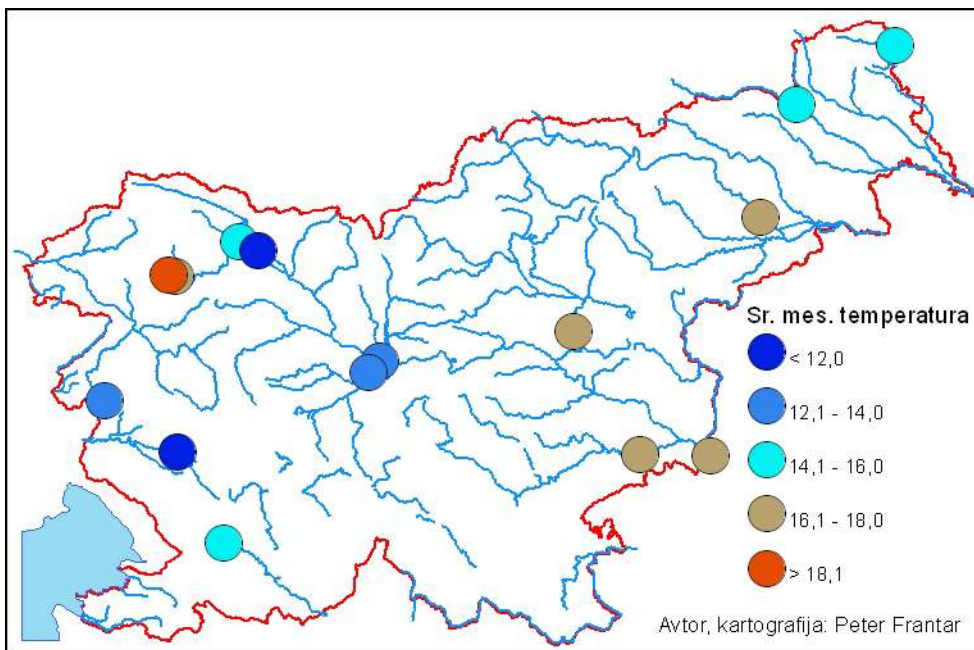 Sr. mes. temperatura
< 12,0
12,1 - 14,0
14,1 - 16,0
16,1 - 18,0
> 18,1
Avtor, kartografija: Peter Frantar